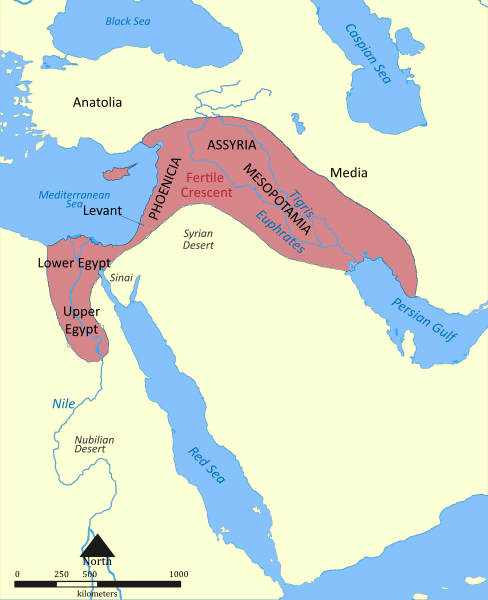 Black Sea
Caspian Sea
Anatolia
ASSYRIA
Media
PHOENICIA
Fertile
Crescent
MESOPOTAMIA
Tigris
Mediterranean
Sea
Levant
Euphrates
Syrian
Desert
Lower Egypt
Sinai
Upper
Egypt
Persian Gulf
Nile
Nubilian
Desert
Red Sea
North
0 250 500 1000
kilometers